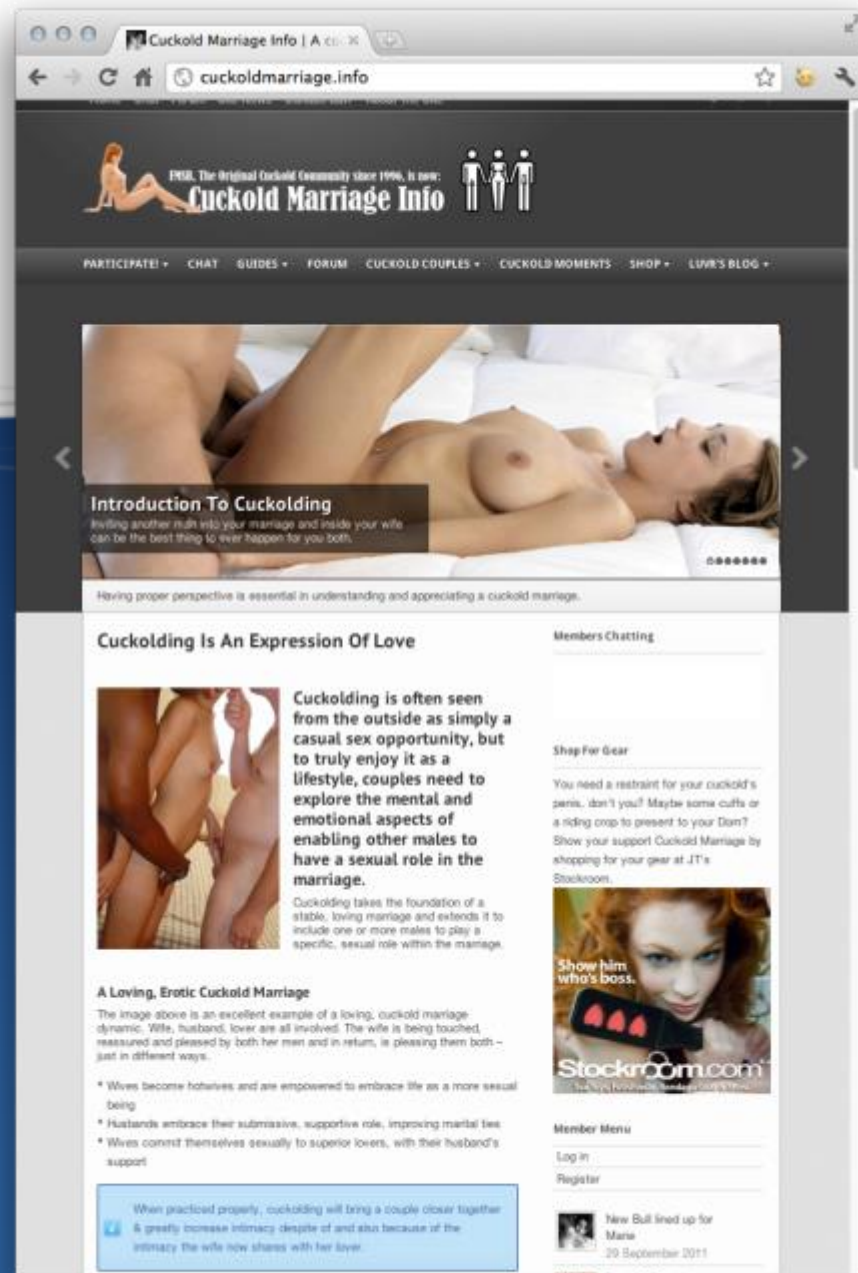 Cuckold Marriage Info | A co
cuckoldmarriage.info
FMSB, The Original Cuckold Community since 1996, is now:
Cuckold Marriage Info
PARTICIPATE! CHAT GUIDES FORUM CUCKOLD COUPLES CUCKOLD MOMENTS SHOP LUVR'S BLOG
Introduction To Cuckolding
Inviting another man into your marriage and inside your wife
can be the best thing to ever happen for you both.
Having proper perspective is essential in understanding and appreciating a cuckold marriage.
Cuckolding Is An Expression Of Love
Cuckolding is often seen
from the outside as simply a
casual sex opportunity, but
to truly enjoy it as a
lifestyle, couples need to
explore the mental and
emotional aspects of
enabling other males to
have a sexual role in the
marriage.
Cuckolding takes the foundation of a
stable, loving marriage and extends it to
include one or more males to play a
specific, sexual role within the marriage.
A Loving, Erotic Cuckold Marriage
The image above is an excellent example of a loving, cuckold marriage
dynamic. Wife, husband, lover are all involved. The wife is being touched,
reassured and pleased by both her men and in return, is pleasing them both –
just in different ways.
* Wives become hotwives and are empowered to embrace life as a more sexual
being
* Husbands embrace their submissive, supportive role, improving marital ties
* Wives commit themselves sexually to superior lovers, with their husband's
support
When practiced properly, cuckolding will bring a couple closer together
& greatly increase intimacy despite of and also because of the
intimacy the wife now shares with her lover.
Members Chatting
Shop For Gear
You need a restraint for your cuckold's
penis, don't you? Maybe some cuffs or
a riding crop to present to your Dom?
Show your support Cuckold Marriage by
shopping for your gear at JT's
Stockroom.
Show him
who's boss.
Stockroom.com
Member Menu
Log in
Register
New Bull lined up for
Marie
29 September 2011